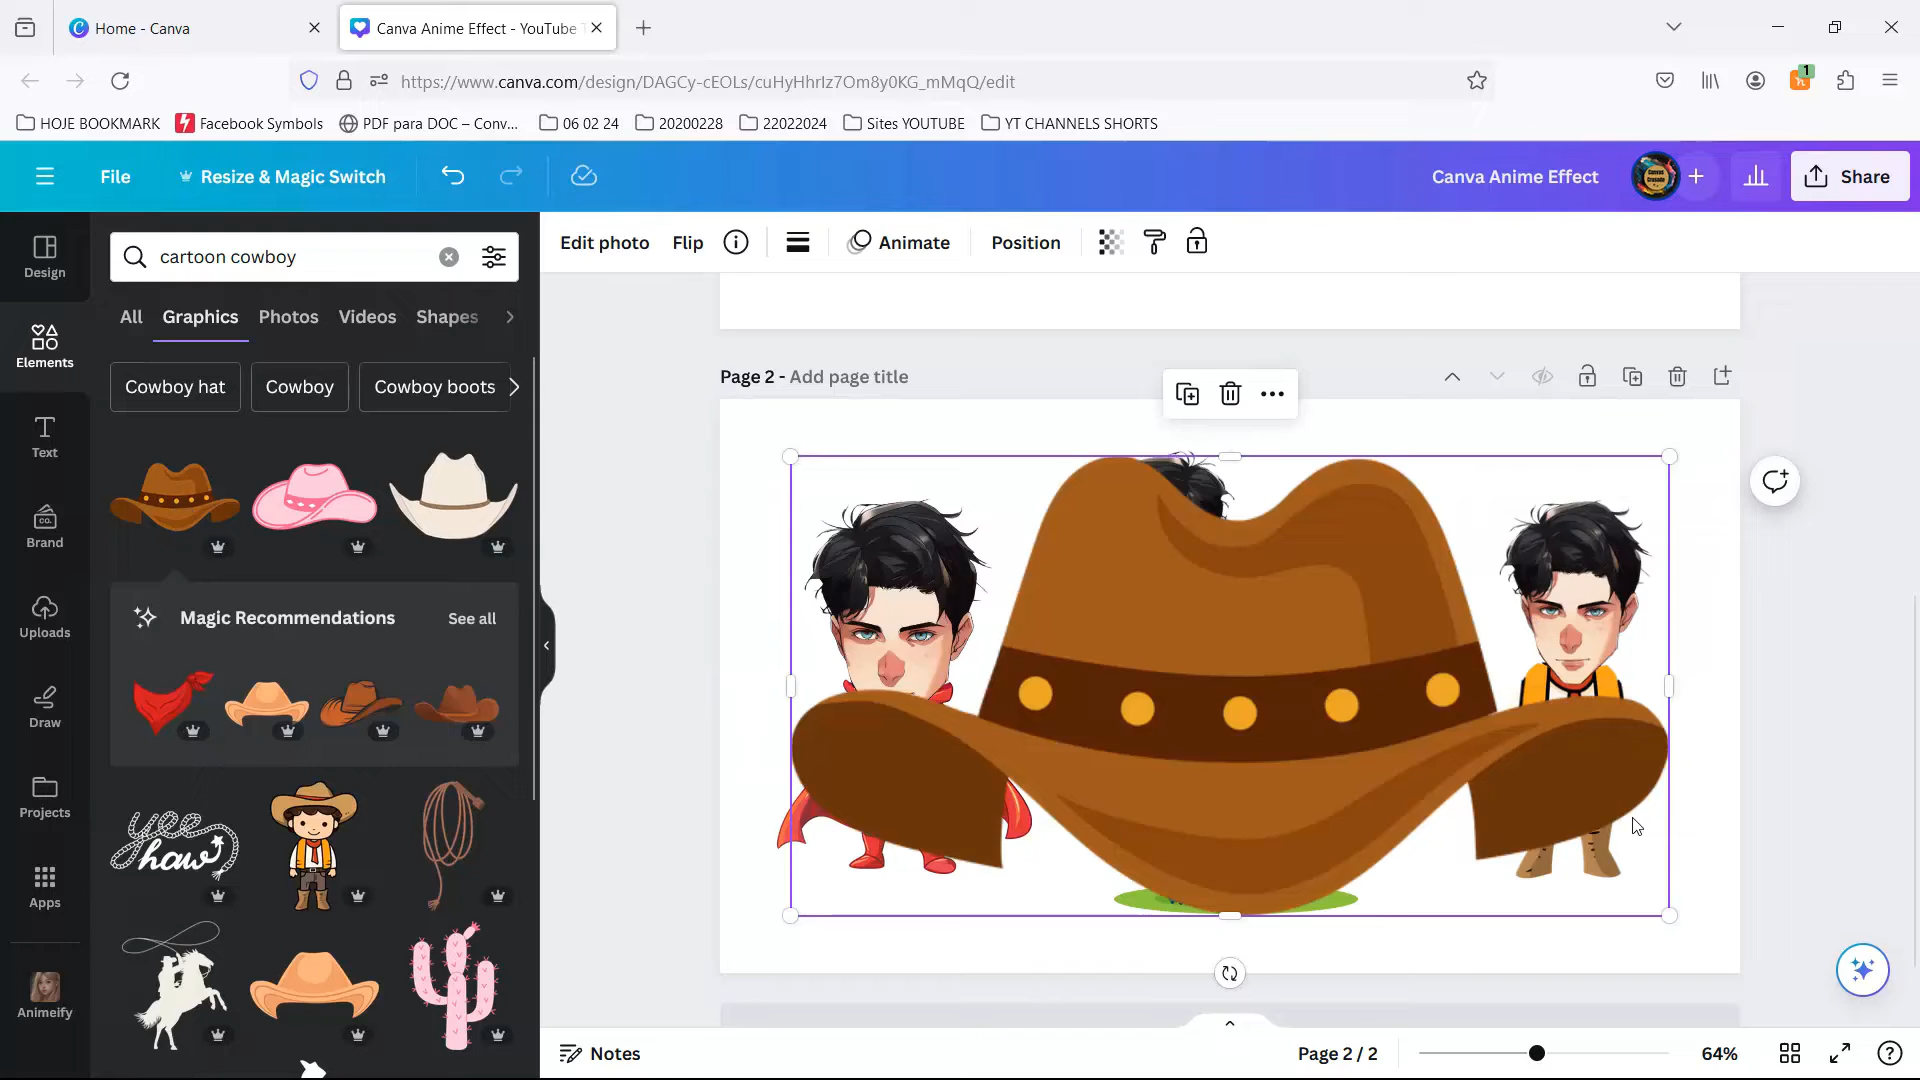 Home - Canva
Canva Anime Effect - YouTube T
https://www.canva.com/design/DAGCy-cEOLs/cuHyHhrIz7Om8y0KG_mMqQ/edit
1
HOJE BOOKMARK
Facebook Symbols
PDF para DOC – Conv...
06 02 24
20200228
22022024
Sites YOUTUBE
YT CHANNELS SHORTS
File
Resize & Magic Switch
Canva Anime Effect
Share
Design
Elements
Text
Brand
Uploads
Draw
Projects
Apps
Animeify
cartoon cowboy
All
Graphics
Photos
Videos
Shapes
Cowboy hat
Cowboy
Cowboy boots
Magic Recommendations
See all
yee
haw
Edit photo
Flip
Animate
Position
Page 2 - Add page title
Notes
Page 2 / 2
64%